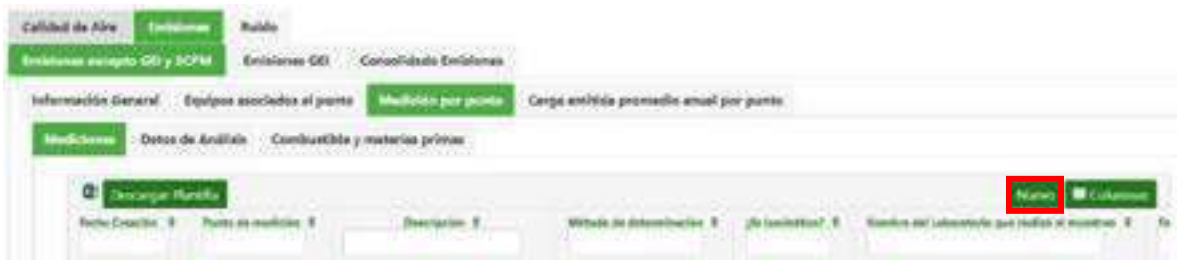 Calidad de Aire Emisiones Ruido
Emisiones excepto GEI y SCPM Emisiones GEI Consolidado Emisiones
Información General Equipos asociados al punto Medición por punto Carga emitida promedio anual por punto
Mediciones Datos de Análisis Combustible y materias primas
Descargar Plantilla Nuevo Columnas
Fecha Creación Punto de medición Descripción Método de determinación ¿Es isocinético? Nombre del Laboratorio que realiza el muestreo